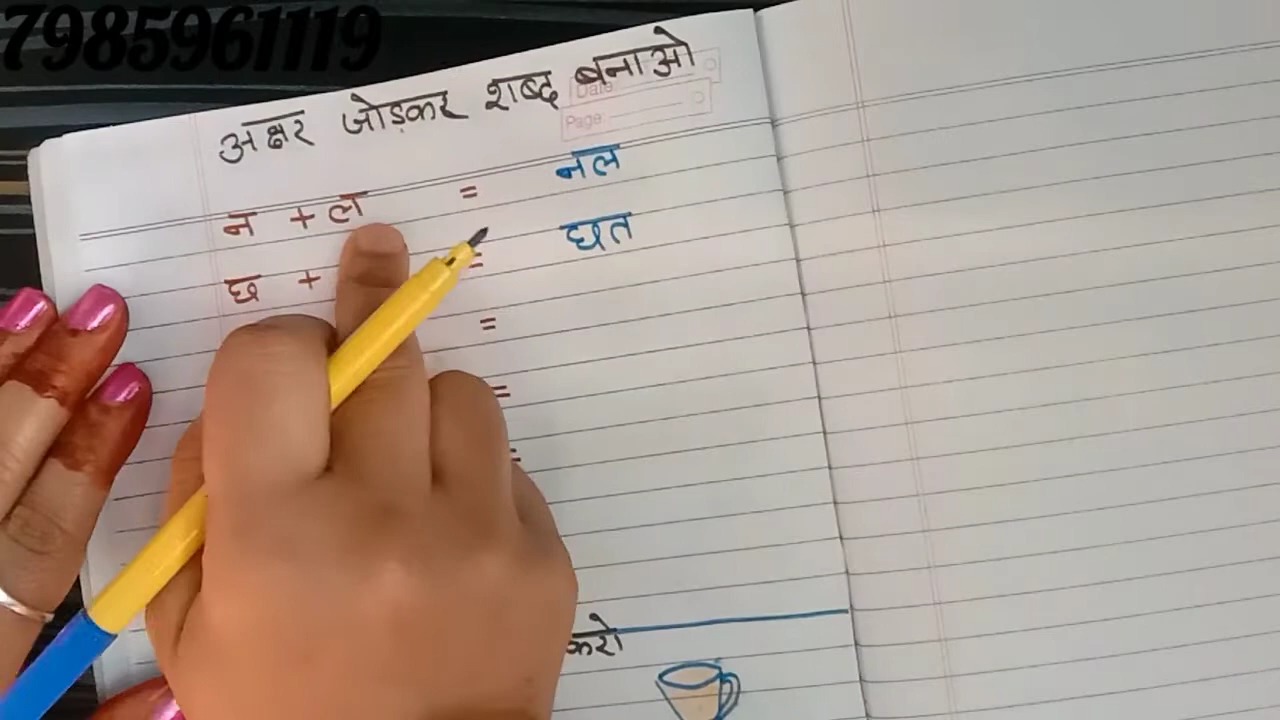 7985961119
अक्षर जोड़कर शब्द बनाओ
Date
Page:
न + ल = नल
छ + = छत
=
=
=
करो